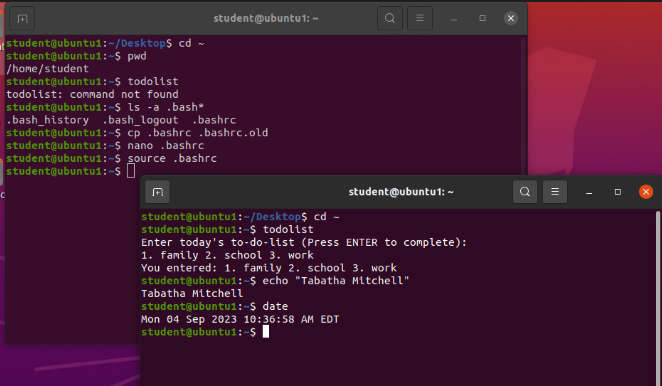 student@ubuntu1: ~
student@ubuntu1:~/Desktop$ cd ~
student@ubuntu1:~$ pwd
/home/student
student@ubuntu1:~$ todolist
todolist: command not found
student@ubuntu1:~$ ls -a .bash*
.bash_history  .bash_logout  .bashrc
student@ubuntu1:~$ cp .bashrc .bashrc.old
student@ubuntu1:~$ nano .bashrc
student@ubuntu1:~$ source .bashrc
student@ubuntu1:~$
student@ubuntu1: ~
student@ubuntu1:~/Desktop$ cd ~
student@ubuntu1:~$ todolist
Enter today's to-do-list (Press ENTER to complete):
1. family 2. school 3. work
You entered: 1. family 2. school 3. work
student@ubuntu1:~$ echo "Tabatha Mitchell"
Tabatha Mitchell
student@ubuntu1:~$ date
Mon 04 Sep 2023 10:36:58 AM EDT
student@ubuntu1:~$